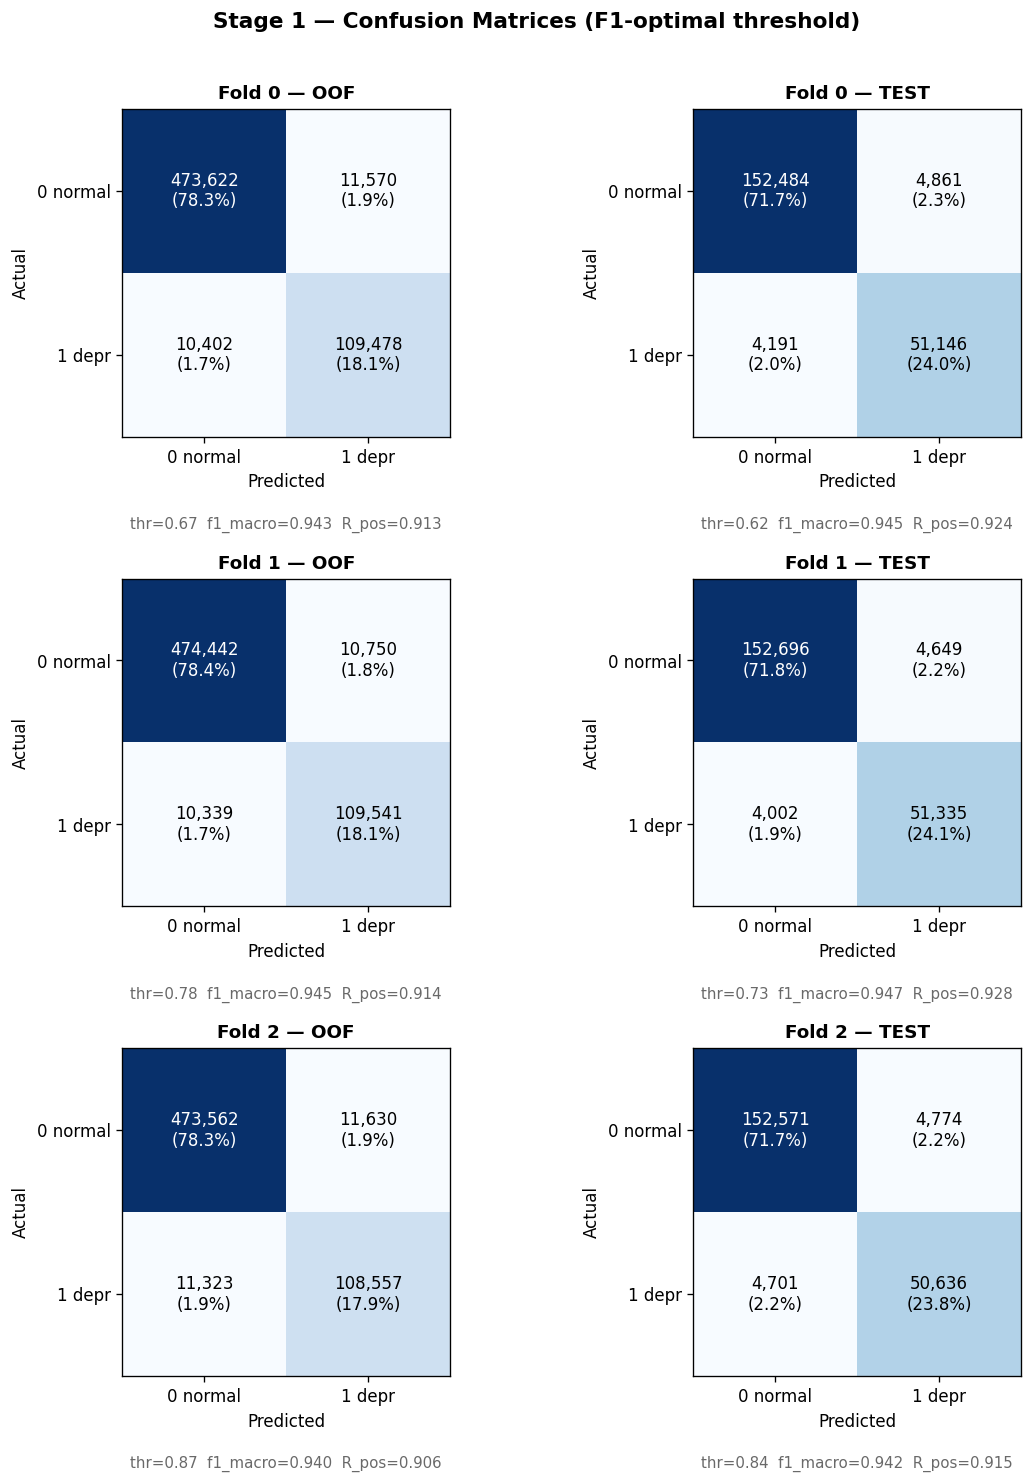 Stage 1 — Confusion Matrices (F1-optimal threshold)
Fold 0 — OOF
0 normal
473,622
(78.3%)
11,570
(1.9%)
Actual
1 depr
10,402
(1.7%)
109,478
(18.1%)
0 normal
1 depr
Predicted
thr=0.67 f1_macro=0.943 R_pos=0.913
Fold 0 — TEST
0 normal
152,484
(71.7%)
4,861
(2.3%)
Actual
1 depr
4,191
(2.0%)
51,146
(24.0%)
0 normal
1 depr
Predicted
thr=0.62 f1_macro=0.945 R_pos=0.924
Fold 1 — OOF
0 normal
474,442
(78.4%)
10,750
(1.8%)
Actual
1 depr
10,339
(1.7%)
109,541
(18.1%)
0 normal
1 depr
Predicted
thr=0.78 f1_macro=0.945 R_pos=0.914
Fold 1 — TEST
0 normal
152,696
(71.8%)
4,649
(2.2%)
Actual
1 depr
4,002
(1.9%)
51,335
(24.1%)
0 normal
1 depr
Predicted
thr=0.73 f1_macro=0.947 R_pos=0.928
Fold 2 — OOF
0 normal
473,562
(78.3%)
11,630
(1.9%)
Actual
1 depr
11,323
(1.9%)
108,557
(17.9%)
0 normal
1 depr
Predicted
thr=0.87 f1_macro=0.940 R_pos=0.906
Fold 2 — TEST
0 normal
152,571
(71.7%)
4,774
(2.2%)
Actual
1 depr
4,701
(2.2%)
50,636
(23.8%)
0 normal
1 depr
Predicted
thr=0.84 f1_macro=0.942 R_pos=0.915